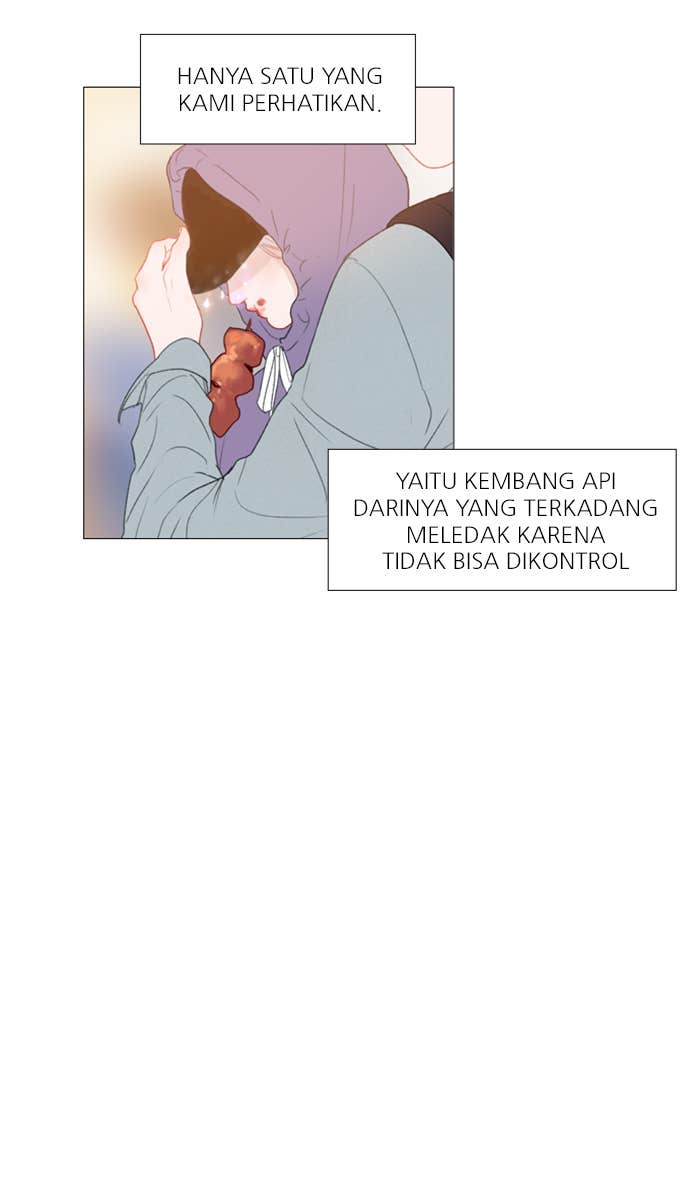 HANYA SATU YANG
KAMI PERHATIKAN.
YAITU KEMBANG API
DARINYA YANG TERKADANG
MELEDAK KARENA
TIDAK BISA DIKONTROL